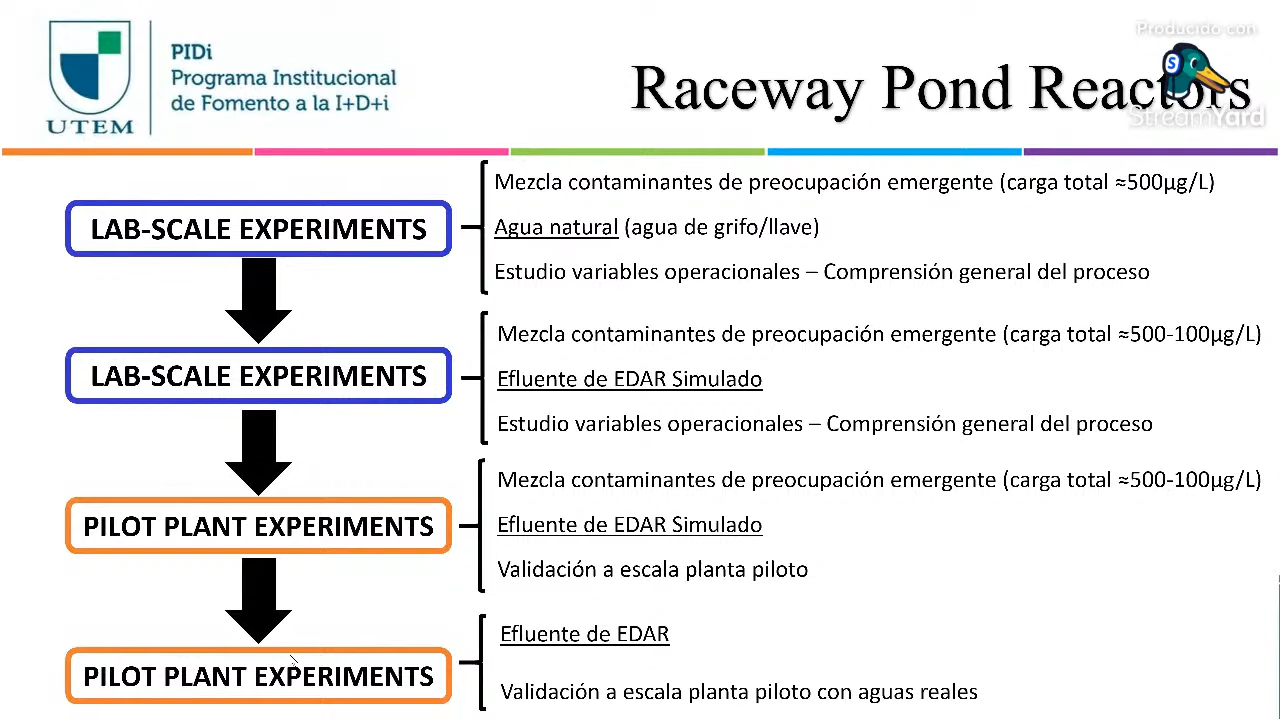 UTEM
PIDi
Programa Institucional
de Fomento a la I+D+i
Producido con
StreamYard
Raceway Pond Reactors
LAB-SCALE EXPERIMENTS
Mezcla contaminantes de preocupación emergente (carga total ≈500µg/L)
Agua natural (agua de grifo/llave)
Estudio variables operacionales – Comprensión general del proceso
LAB-SCALE EXPERIMENTS
Mezcla contaminantes de preocupación emergente (carga total ≈500-100µg/L)
Efluente de EDAR Simulado
Estudio variables operacionales – Comprensión general del proceso
PILOT PLANT EXPERIMENTS
Mezcla contaminantes de preocupación emergente (carga total ≈500-100µg/L)
Efluente de EDAR Simulado
Validación a escala planta piloto
PILOT PLANT EXPERIMENTS
Efluente de EDAR
Validación a escala planta piloto con aguas reales